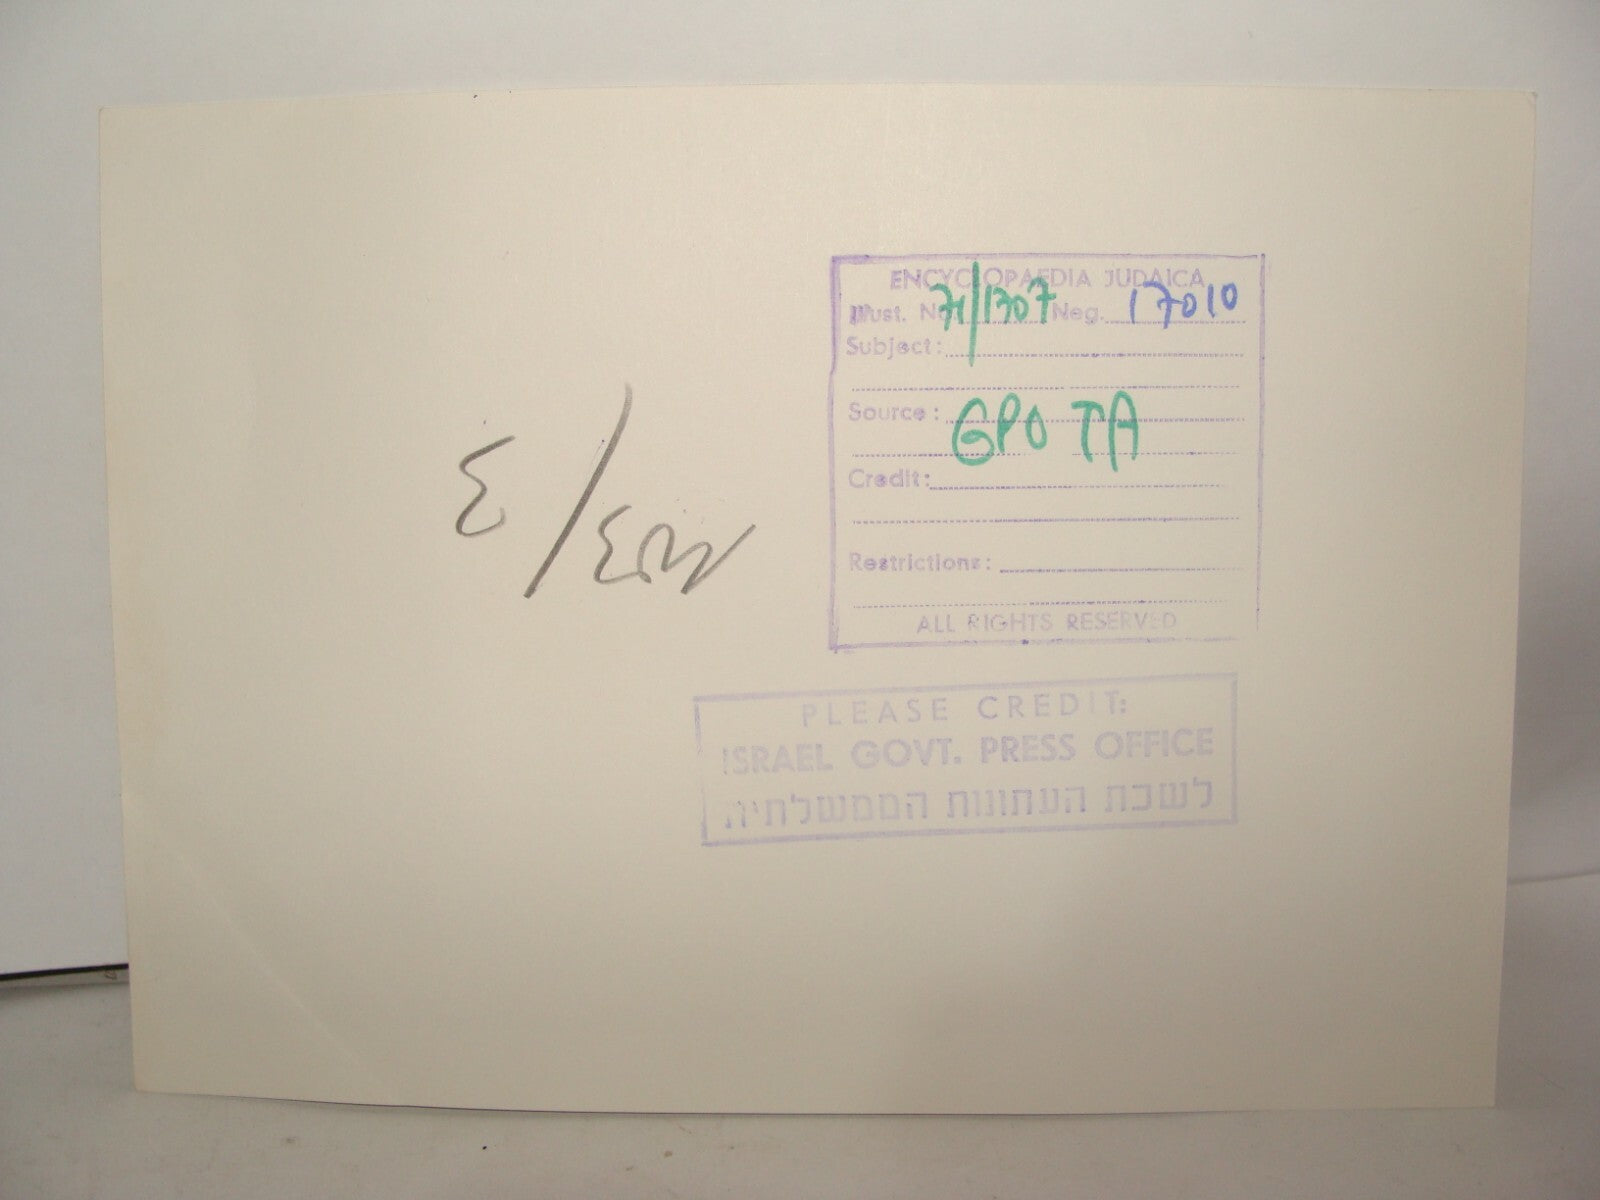 ENCYCLOPAEDIA JUDAICA
Illust. No. 71/1707 Neg. 17010
Subject:
Source: GPO TA
Credit:
Restrictions:
ALL RIGHTS RESERVED
PLEASE CREDIT:
ISRAEL GOVT. PRESS OFFICE
לשכת העתונות הממשלתית